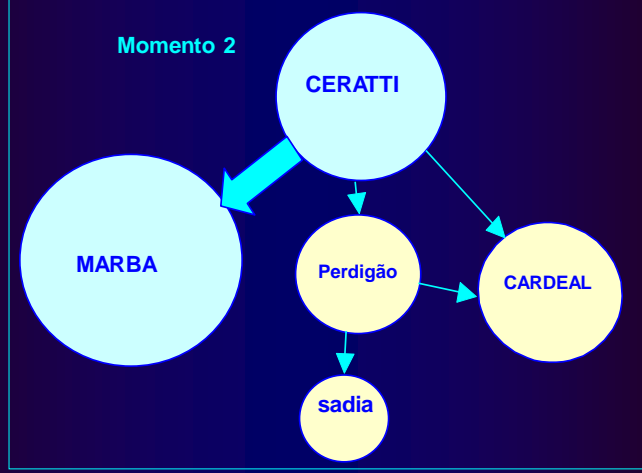 Momento 2
CERATTI
MARBA
Perdigão
CARDEAL
sadia